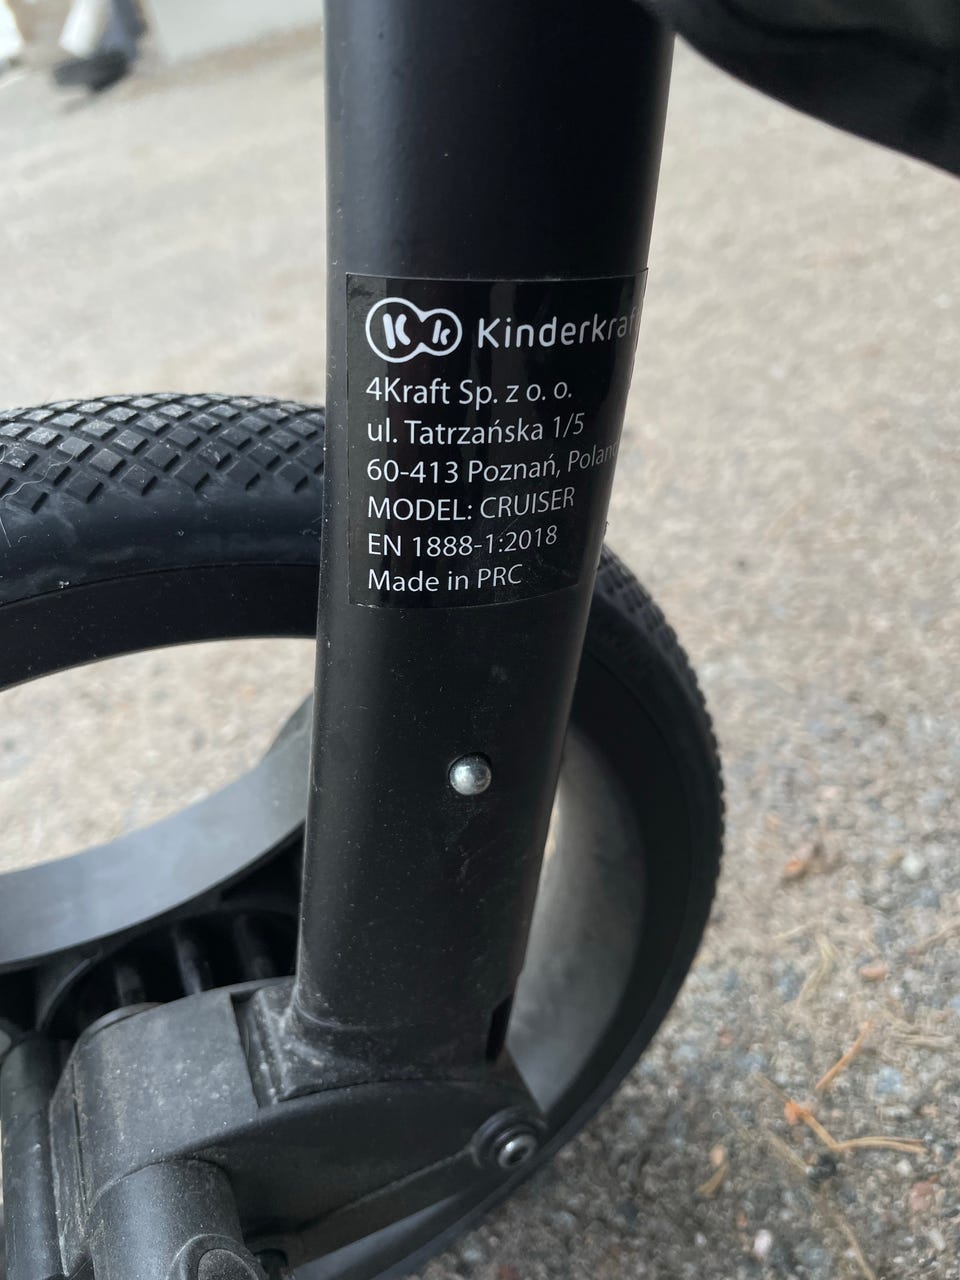 Kk Kinderkraf
4Kraft Sp. z o. o.
ul. Tatrzańska 1/5
60-413 Poznań, Polan
MODEL: CRUISER
EN 1888-1:2018
Made in PRC